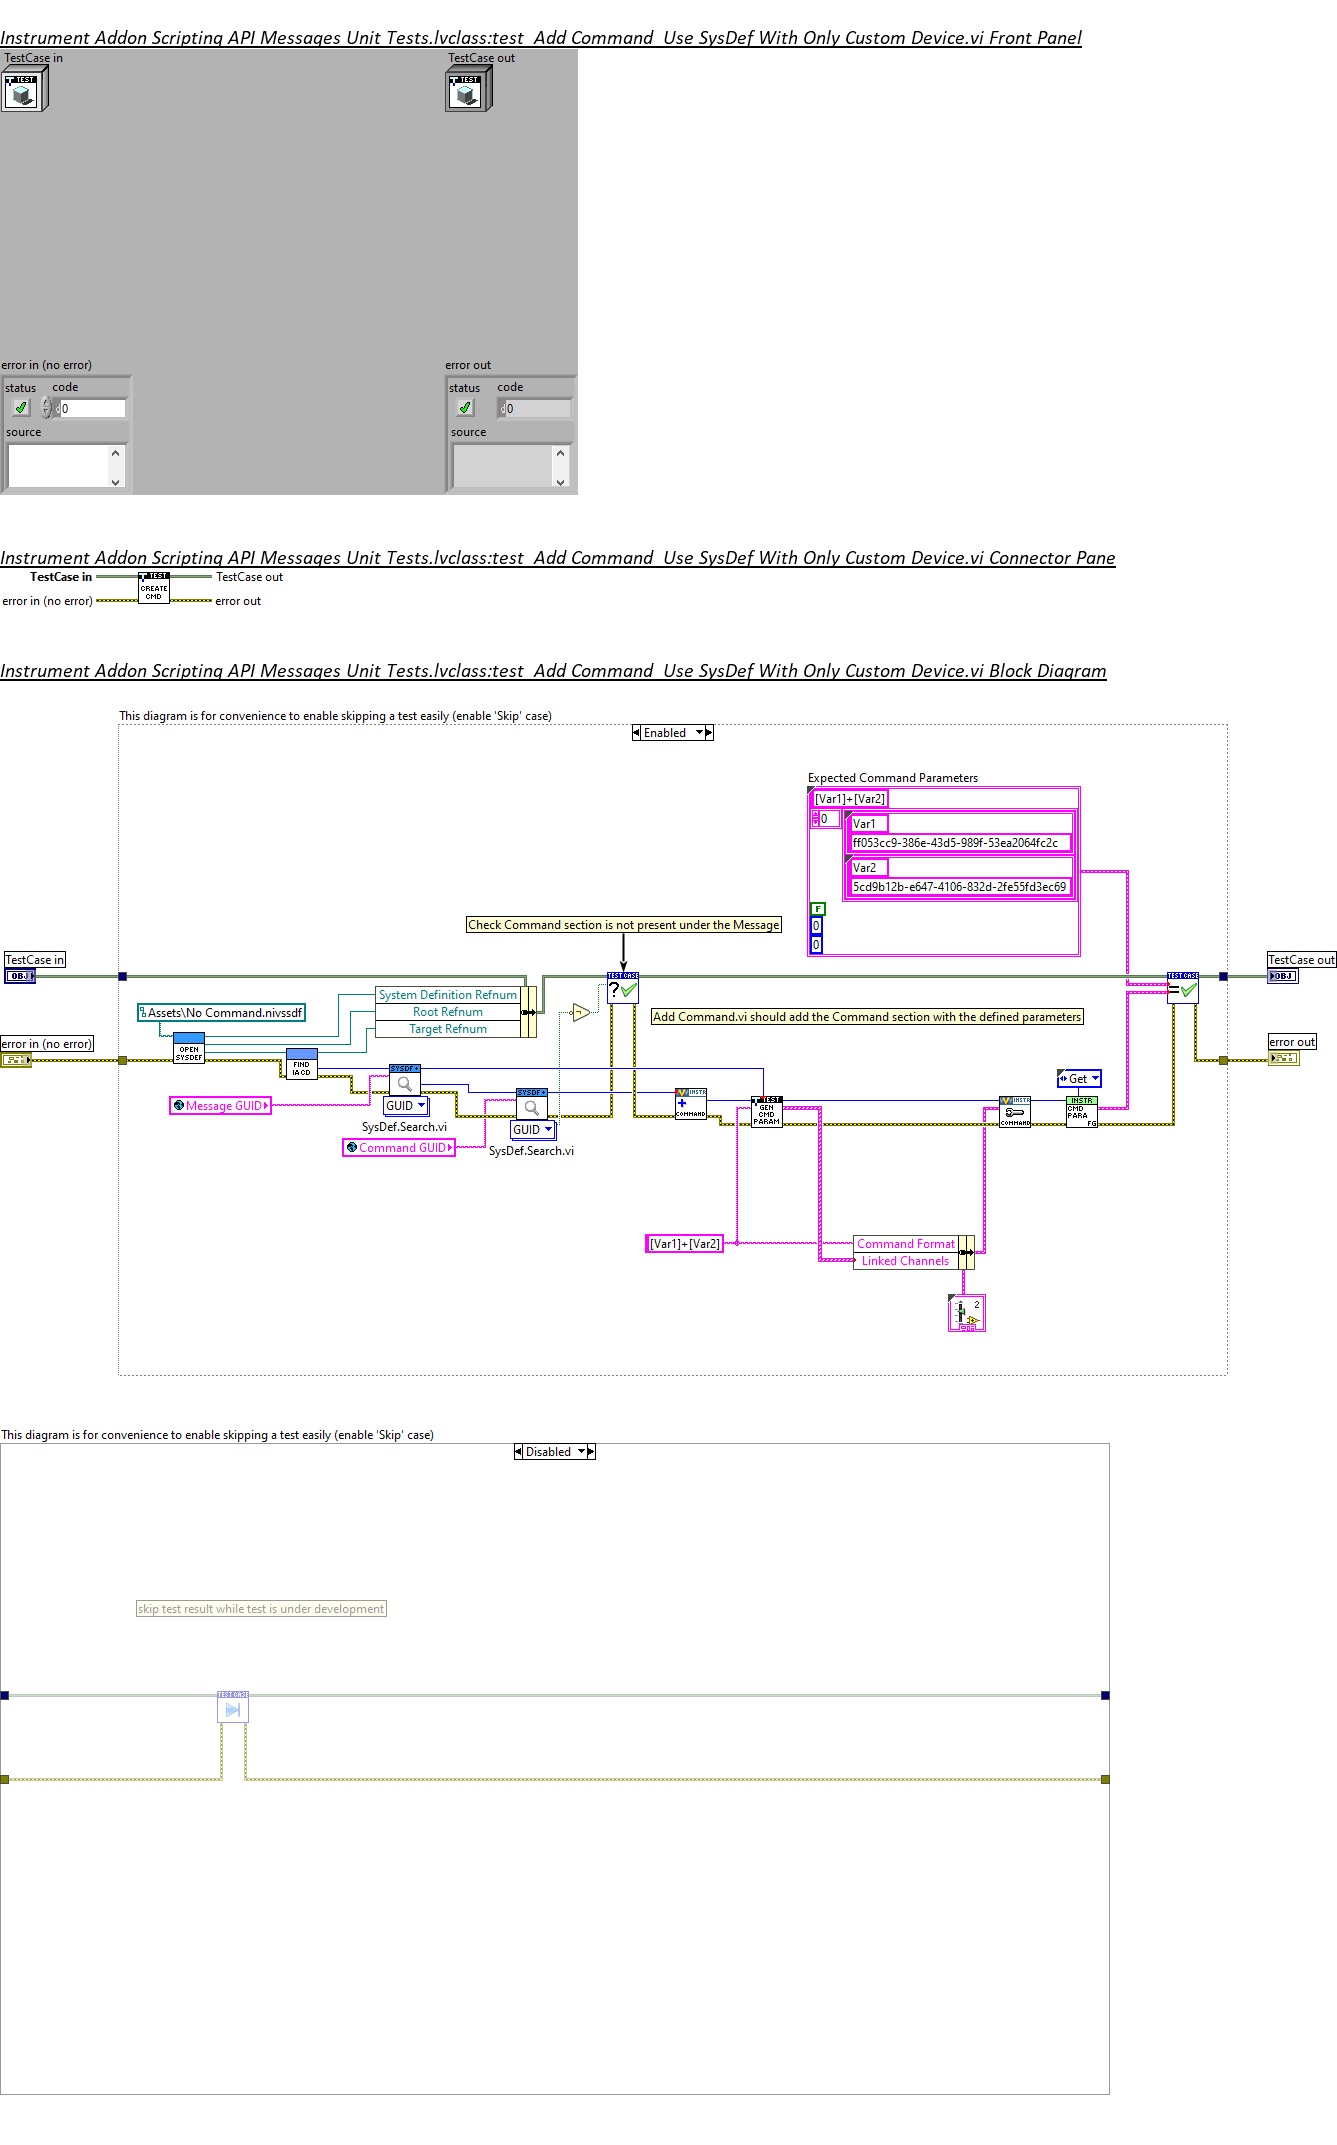 Instrument Addon Scripting API Messages Unit Tests.lvclass:test_Add Command_Use SysDef With Only Custom Device.vi Front Panel
TestCase in
TestCase out
TEST
TEST
error in (no error)
error out
status code
status code
0
0
source
source
Instrument Addon Scripting API Messages Unit Tests.lvclass:test_Add Command_Use SysDef With Only Custom Device.vi Connector Pane
TestCase in
TEST
CREATE
CMD
TestCase out
error in (no error)
error out
Instrument Addon Scripting API Messages Unit Tests.lvclass:test_Add Command_Use SysDef With Only Custom Device.vi Block Diagram
This diagram is for convenience to enable skipping a test easily (enable 'Skip' case)
Enabled
Expected Command Parameters
[Var1]+[Var2]
0
Var1
ff053cc9-386e-43d5-989f-53ea2064fc2c
Var2
5cd9b12b-e647-4106-832d-2fe55fd3ec69
F
0
0
Check Command section is not present under the Message
TestCase in
OBJ
TestCase out
OBJ
TESTCASE
?
TESTCASE
=
System Definition Refnum
Root Refnum
Target Refnum
Assets\No Command.nivssdf
Add Command.vi should add the Command section with the defined parameters
error in (no error)
error out
OPEN
SYSDEF
FIND
IACD
SYSDF
GUID
SysDef.Search.vi
SYSDF
GUID
SysDef.Search.vi
Message GUID
Command GUID
INSTR
COMMAND
TEST
GEN
CMD
PARAM
INSTR
COMMAND
Get
INSTR
CMD
PARA
FG
[Var1]+[Var2]
Command Format
Linked Channels
2
This diagram is for convenience to enable skipping a test easily (enable 'Skip' case)
Disabled
skip test result while test is under development
TESTCASE